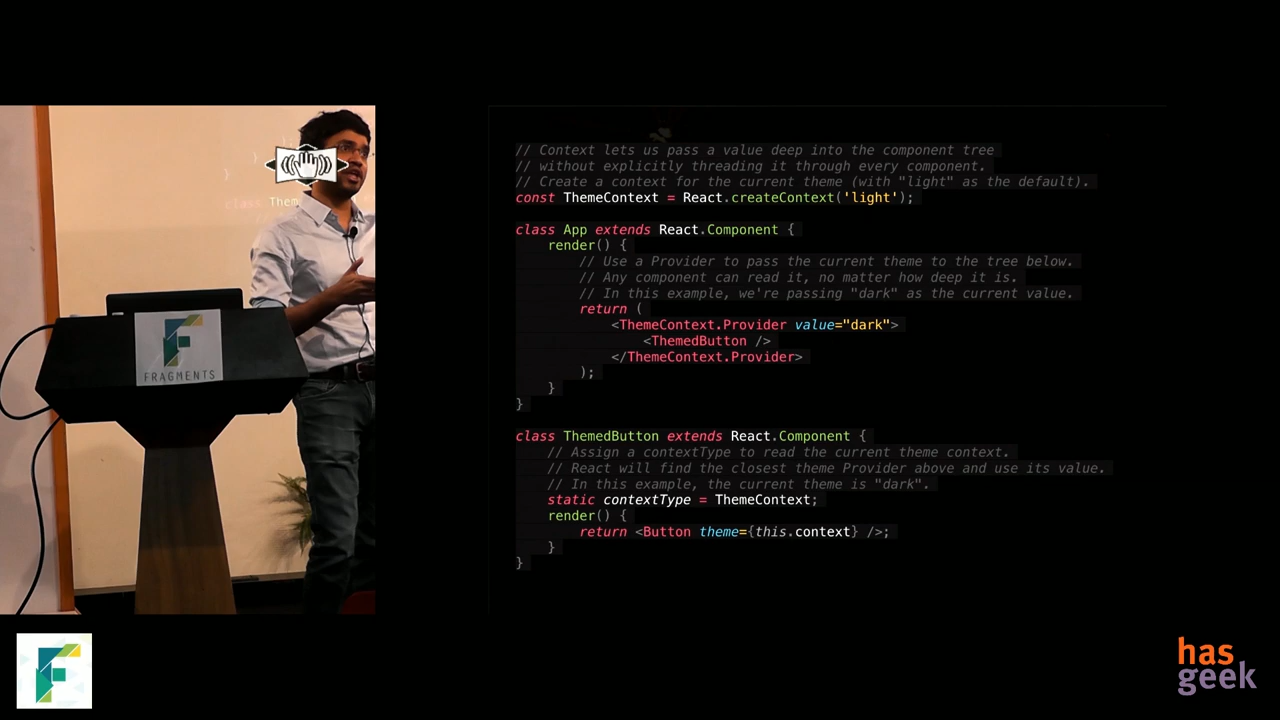 class Them
FRAGMENTS
// Context lets us pass a value deep into the component tree
// without explicitly threading it through every component.
// Create a context for the current theme (with "light" as the default).
const ThemeContext = React.createContext('light');
class App extends React.Component {
render() {
// Use a Provider to pass the current theme to the tree below.
// Any component can read it, no matter how deep it is.
// In this example, we're passing "dark" as the current value.
return (
<ThemeContext.Provider value="dark">
<ThemedButton />
</ThemeContext.Provider>
);
}
}
class ThemedButton extends React.Component {
// Assign a contextType to read the current theme context.
// React will find the closest theme Provider above and use its value.
// In this example, the current theme is "dark".
static contextType = ThemeContext;
render() {
return <Button theme={this.context} />;
}
}
has
geek